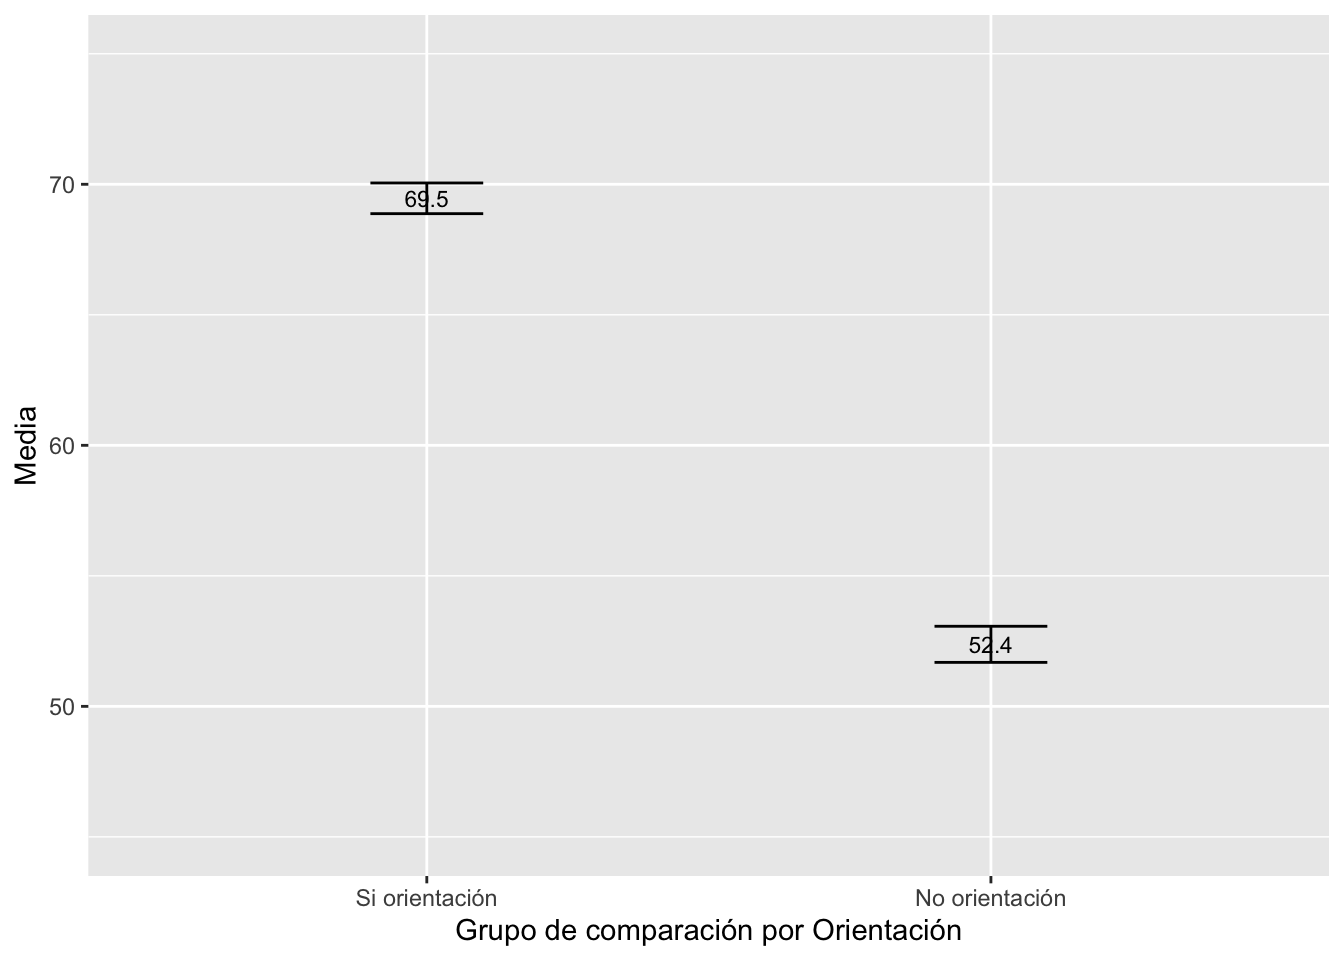 70
60
50
Media
69.5
52.4
Si orientación
No orientación
Grupo de comparación por Orientación